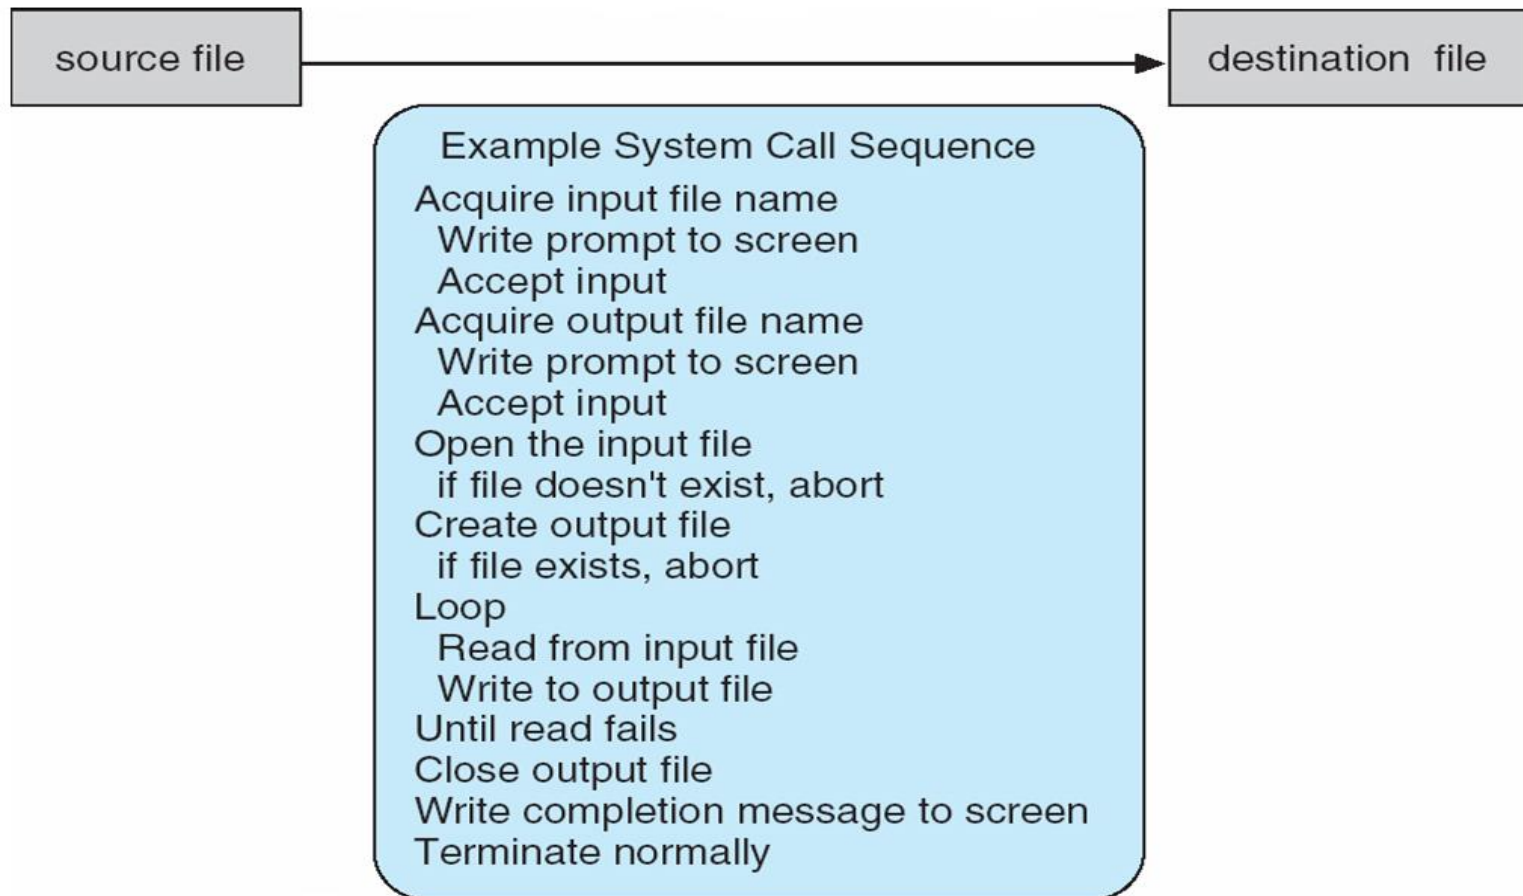 source file
destination file
Example System Call Sequence
Acquire input file name
Write prompt to screen
Accept input
Acquire output file name
Write prompt to screen
Accept input
Open the input file
if file doesn't exist, abort
Create output file
if file exists, abort
Loop
Read from input file
Write to output file
Until read fails
Close output file
Write completion message to screen
Terminate normally